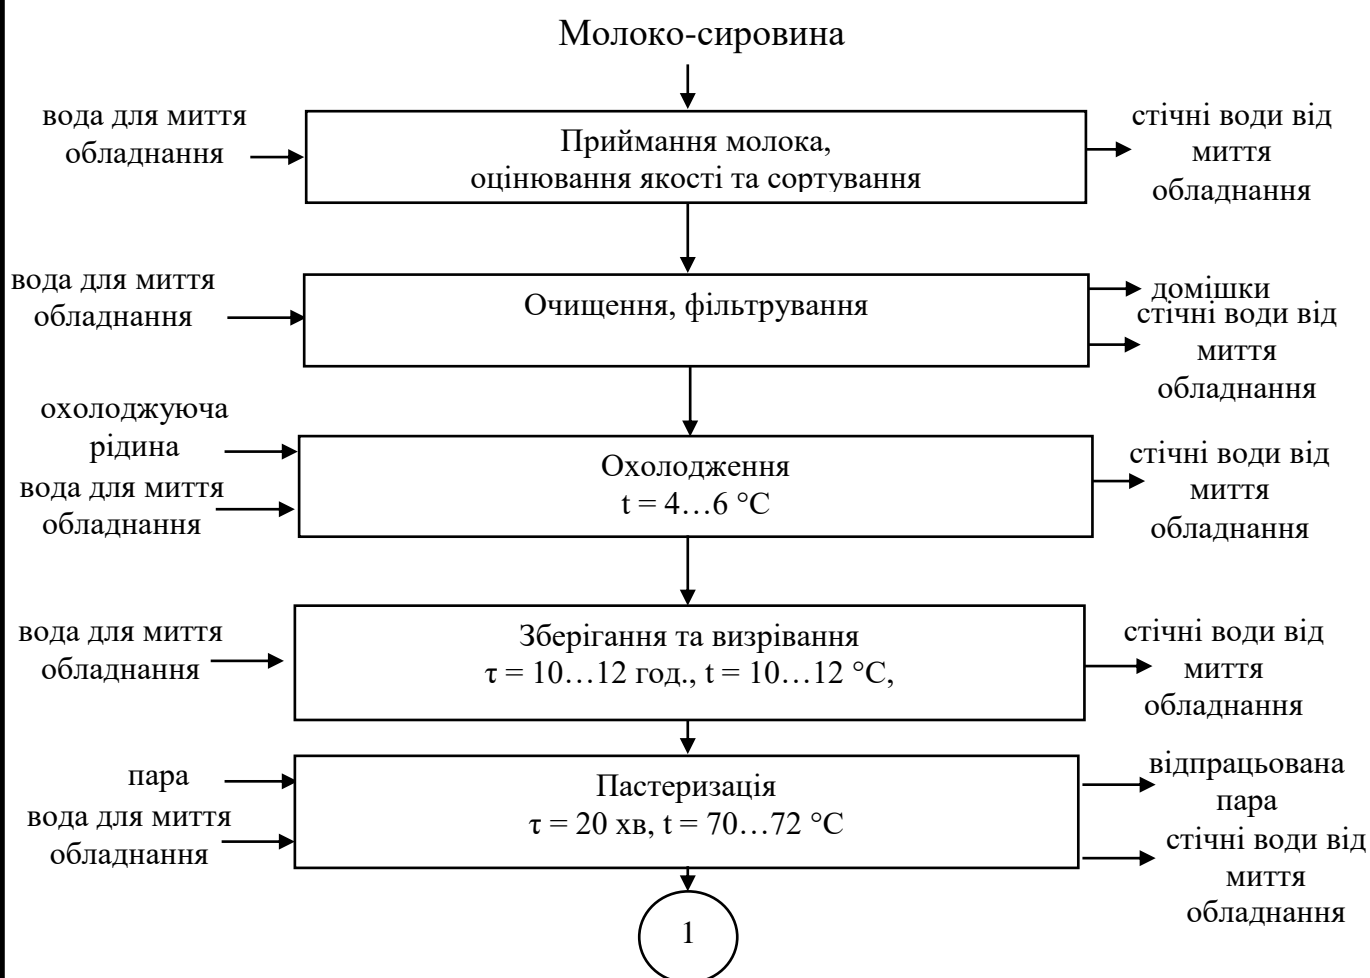 Молоко-сировина
вода для миття
обладнання
Приймання молока,
оцінювання якості та сортування
стічні води від
миття
обладнання
вода для миття
обладнання
Очищення, фільтрування
домішки
стічні води від
миття
обладнання
охолоджуюча
рідина
вода для миття
обладнання
Охолодження
t = 4…6 °C
стічні води від
миття
обладнання
вода для миття
обладнання
Зберігання та визрівання
τ = 10…12 год., t = 10…12 °C,
стічні води від
миття
обладнання
пара
вода для миття
обладнання
Пастеризація
τ = 20 хв, t = 70…72 °C
відпрацьована
пара
стічні води від
миття
обладнання
1